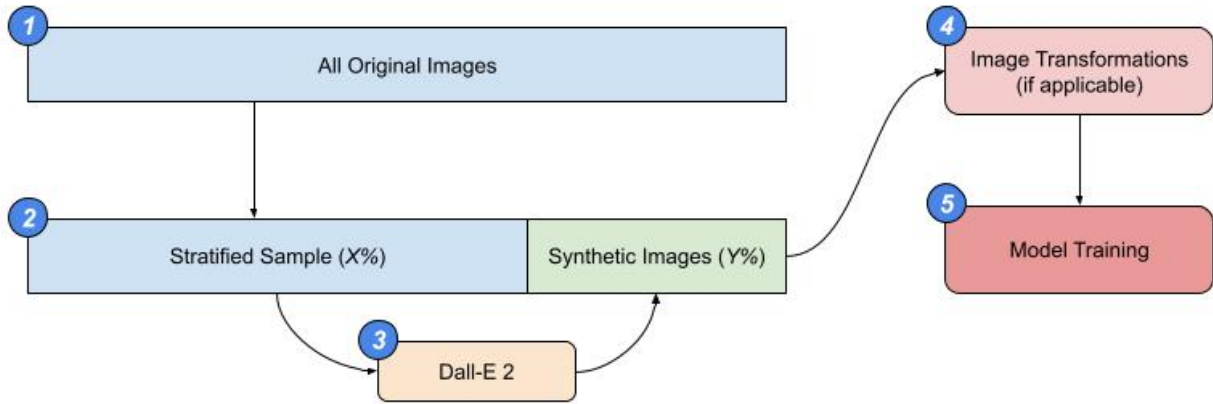 1
All Original Images
2
Stratified Sample (X%)
Synthetic Images (Y%)
3
Dall-E 2
4
Image Transformations
(if applicable)
5
Model Training